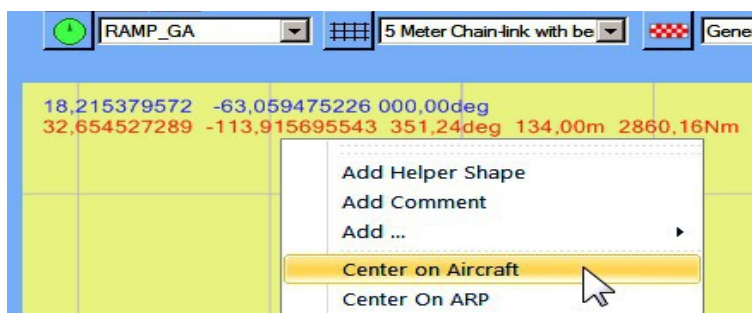 RAMP_GA 5 Meter Chain-link with be Gene
18,215379572 -63,059475226 000,00deg
32,654527289 -113,915695543 351,24deg 134,00m 2860,16Nm
Add Helper Shape
Add Comment
Add ...
Center on Aircraft
Center On ARP